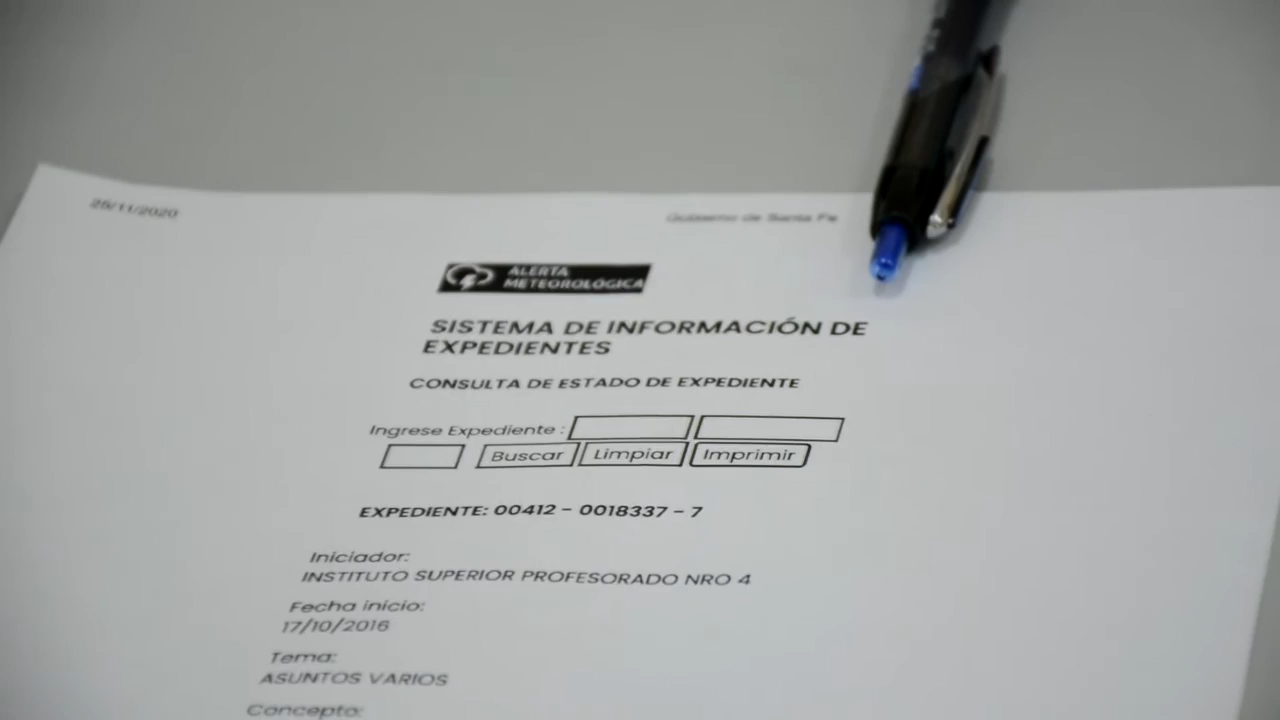 25/11/2020
Gobierno de Santa Fe
ALERTA
METEOROLÓGICA
SISTEMA DE INFORMACIÓN DE
EXPEDIENTES
CONSULTA DE ESTADO DE EXPEDIENTE
Ingrese Expediente :
Buscar Limpiar Imprimir
EXPEDIENTE: 00412 - 0018337 - 7
Iniciador:
INSTITUTO SUPERIOR PROFESORADO NRO 4
Fecha inicio:
17/10/2016
Tema:
ASUNTOS VARIOS
Concepto: